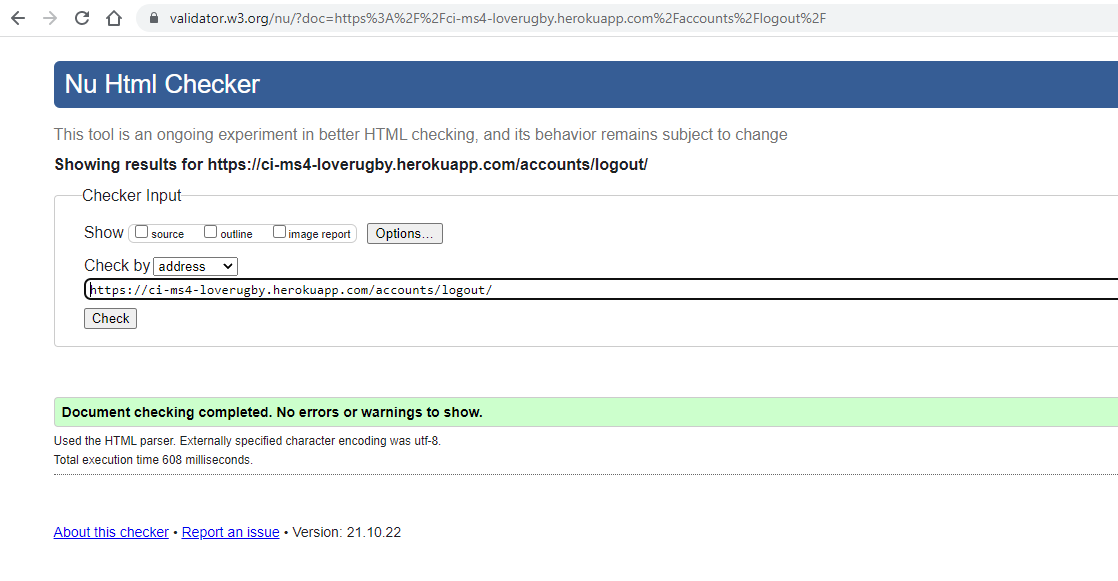 validator.w3.org/nu/?doc=https%3A%2F%2Fci-ms4-loverugby.herokuapp.com%2Faccounts%2Flogout%2F
Nu Html Checker
This tool is an ongoing experiment in better HTML checking, and its behavior remains subject to change
Showing results for https://ci-ms4-loverugby.herokuapp.com/accounts/logout/
Checker Input
Show source outline image report Options...
Check by address
https://ci-ms4-loverugby.herokuapp.com/accounts/logout/
Check
Document checking completed. No errors or warnings to show.
Used the HTML parser. Externally specified character encoding was utf-8.
Total execution time 608 milliseconds.
About this checker • Report an issue • Version: 21.10.22